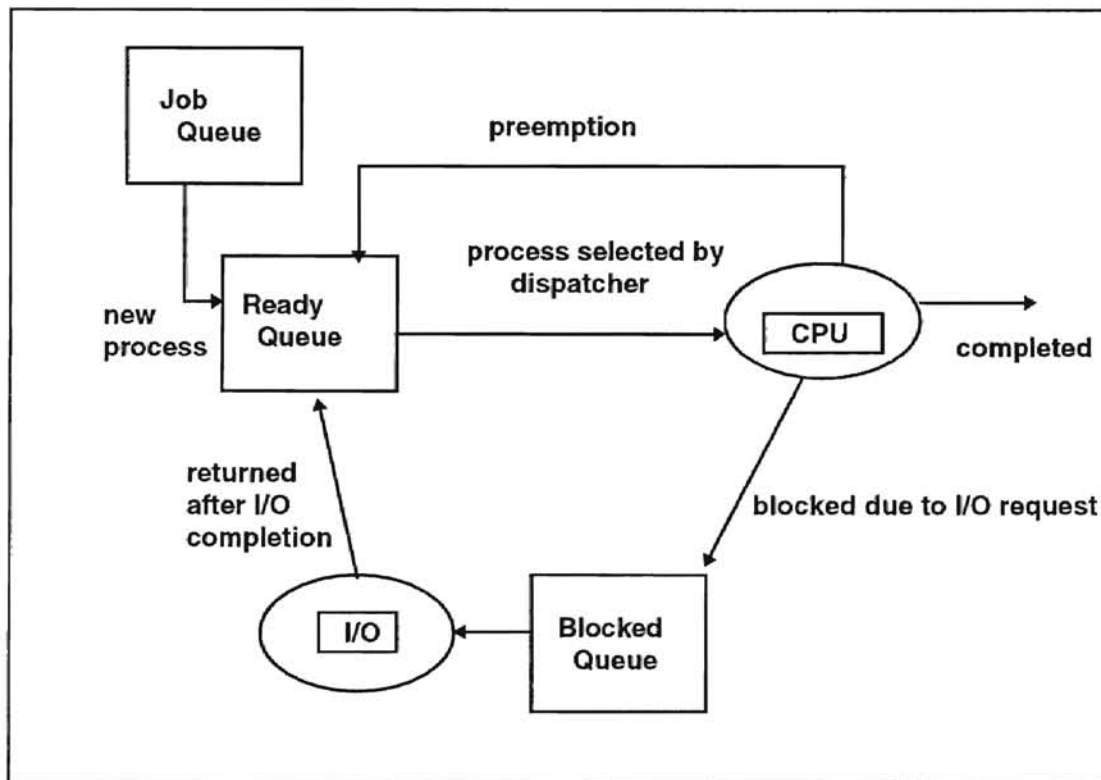 Job
Queue
preemption
process selected by
dispatcher
new
process
Ready
Queue
CPU
completed
returned
after I/O
completion
blocked due to I/O request
I/O
Blocked
Queue